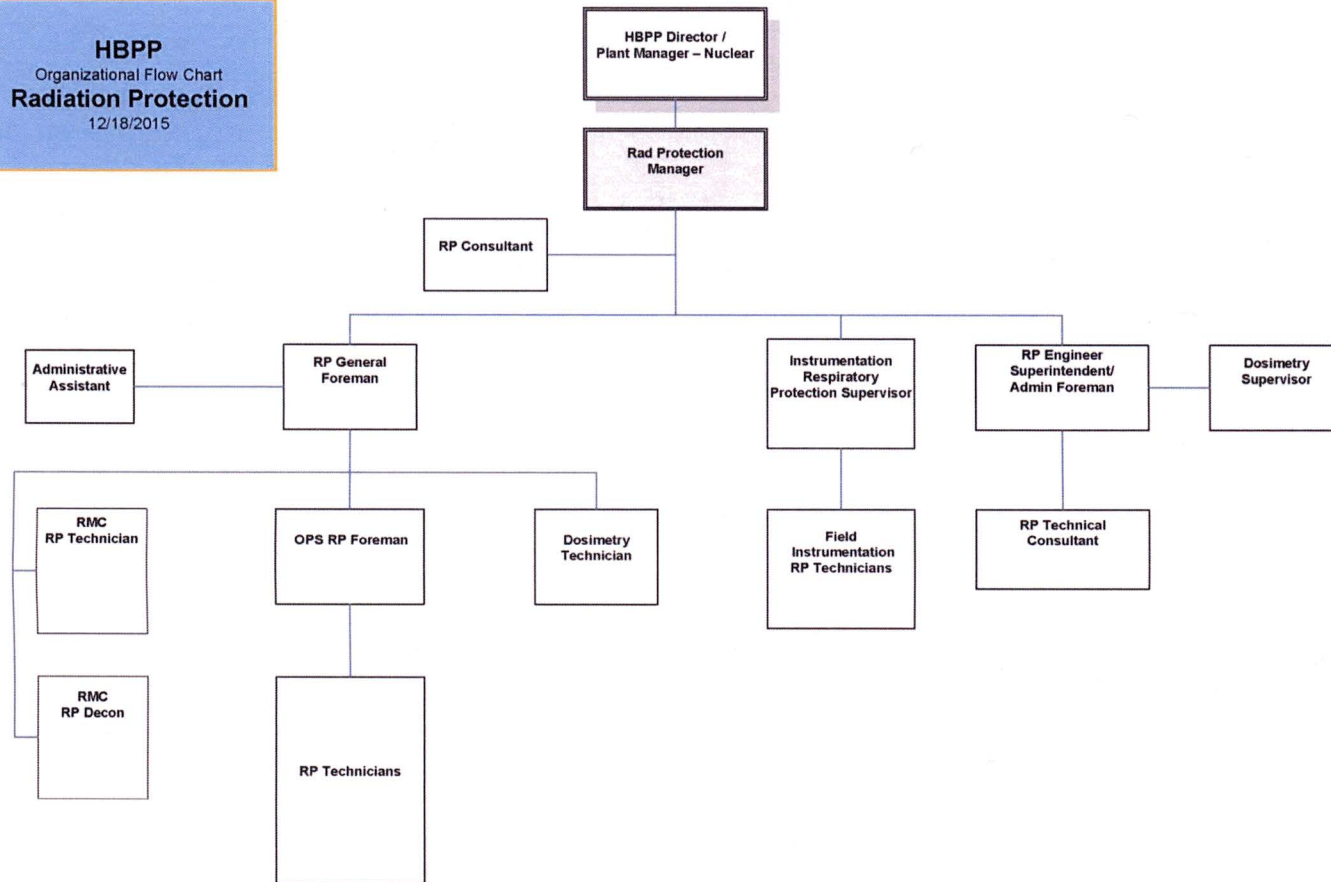 HBPP
Organizational Flow Chart
Radiation Protection
12/18/2015
HBPP Director /
Plant Manager – Nuclear
Rad Protection
Manager
RP Consultant
Administrative
Assistant
RP General
Foreman
Instrumentation
Respiratory
Protection Supervisor
RP Engineer
Superintendent/
Admin Foreman
Dosimetry
Supervisor
RMC
RP Technician
OPS RP Foreman
Dosimetry
Technician
Field
Instrumentation
RP Technicians
RP Technical
Consultant
RMC
RP Decon
RP Technicians